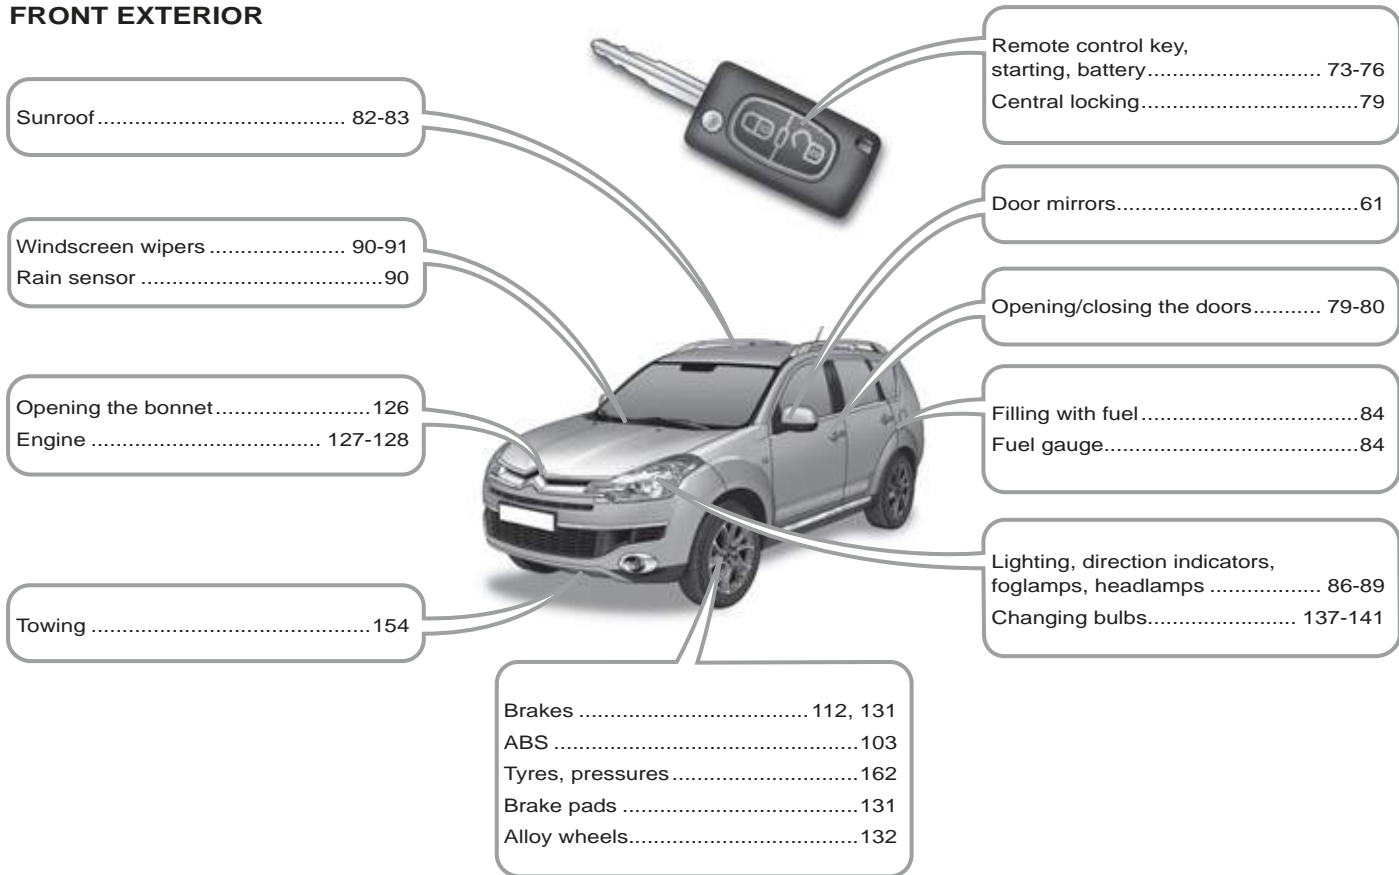 FRONT EXTERIOR
Sunroof ........................................ 82-83
Windscreen wipers ...................... 90-91
Rain sensor .......................................90
Opening the bonnet.........................126
Engine ..................................... 127-128
Towing .............................................154
Remote control key,
starting, battery............................ 73-76
Central locking...................................79
Door mirrors.......................................61
Opening/closing the doors........... 79-80
Filling with fuel...................................84
Fuel gauge.........................................84
Lighting, direction indicators,
foglamps, headlamps .................. 86-89
Changing bulbs........................ 137-141
Brakes ..................................... 112, 131
ABS .................................................103
Tyres, pressures..............................162
Brake pads ......................................131
Alloy wheels.....................................132